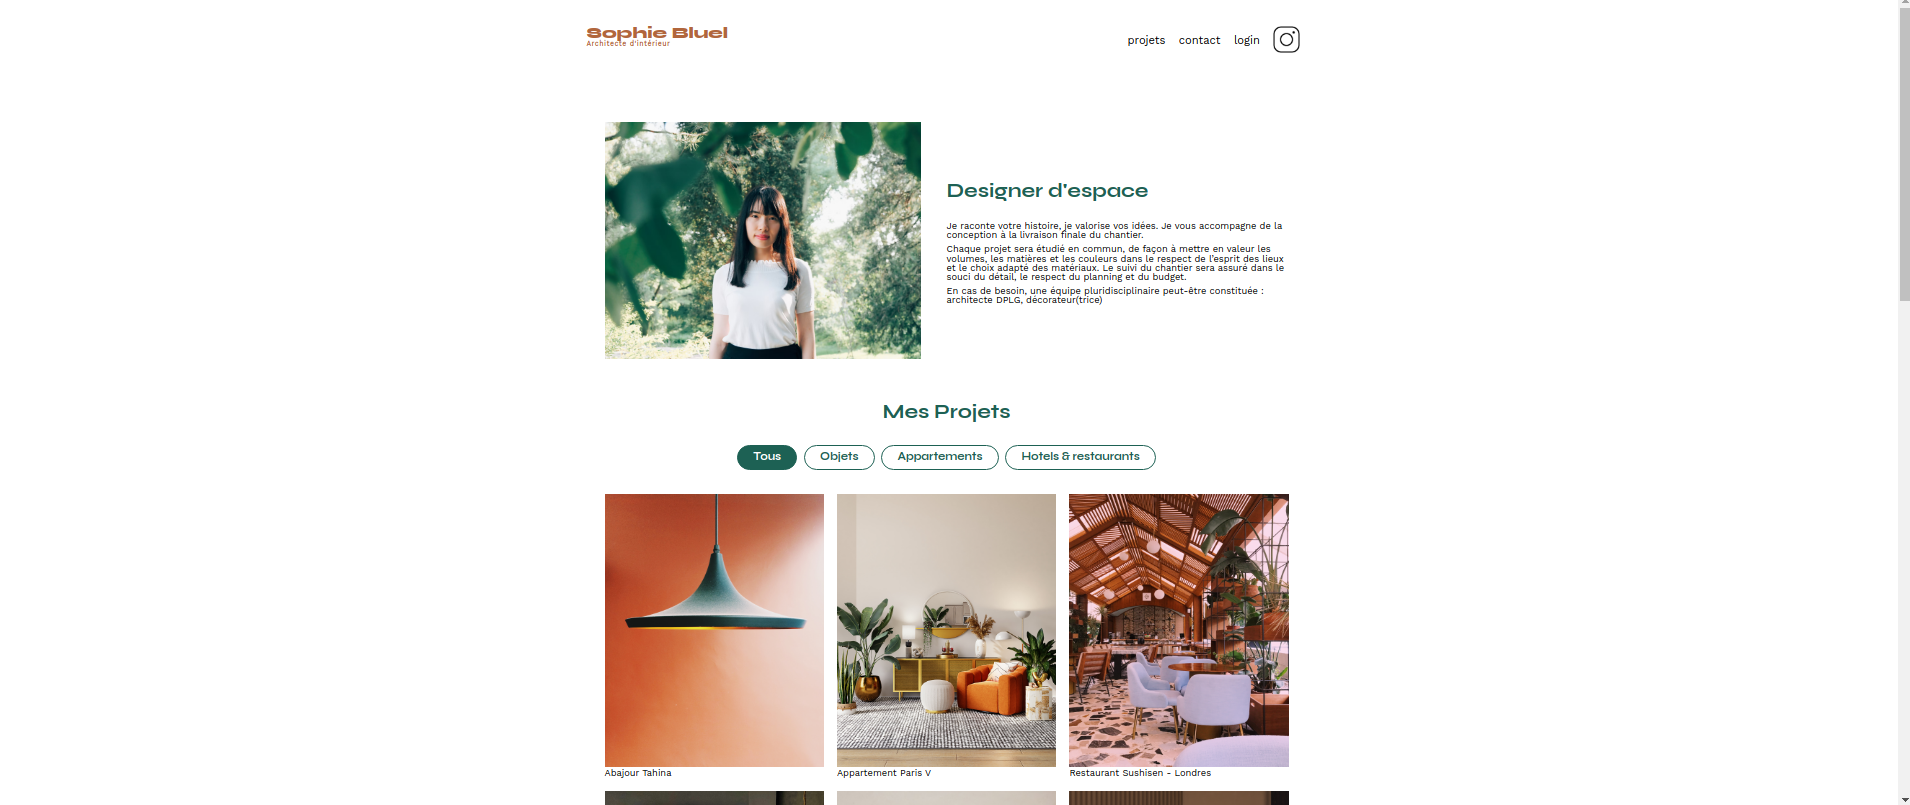 Sophie Bluel
Architecte d'intérieur
projets contact login
Designer d'espace
Je raconte votre histoire, je valorise vos idées. Je vous accompagne de la
conception à la livraison finale du chantier.
Chaque projet sera étudié en commun, de façon à mettre en valeur les
volumes, les matières et les couleurs dans le respect de l'esprit des lieux
et le choix adapté des matériaux. Le suivi du chantier sera assuré dans le
souci du détail, le respect du planning et du budget.
En cas de besoin, une équipe pluridisciplinaire peut-être constituée :
architecte DPLG, décorateur(trice)
Mes Projets
Tous Objets Appartements Hotels & restaurants
Abajour Tahina
Appartement Paris V
Restaurant Sushisen - Londres